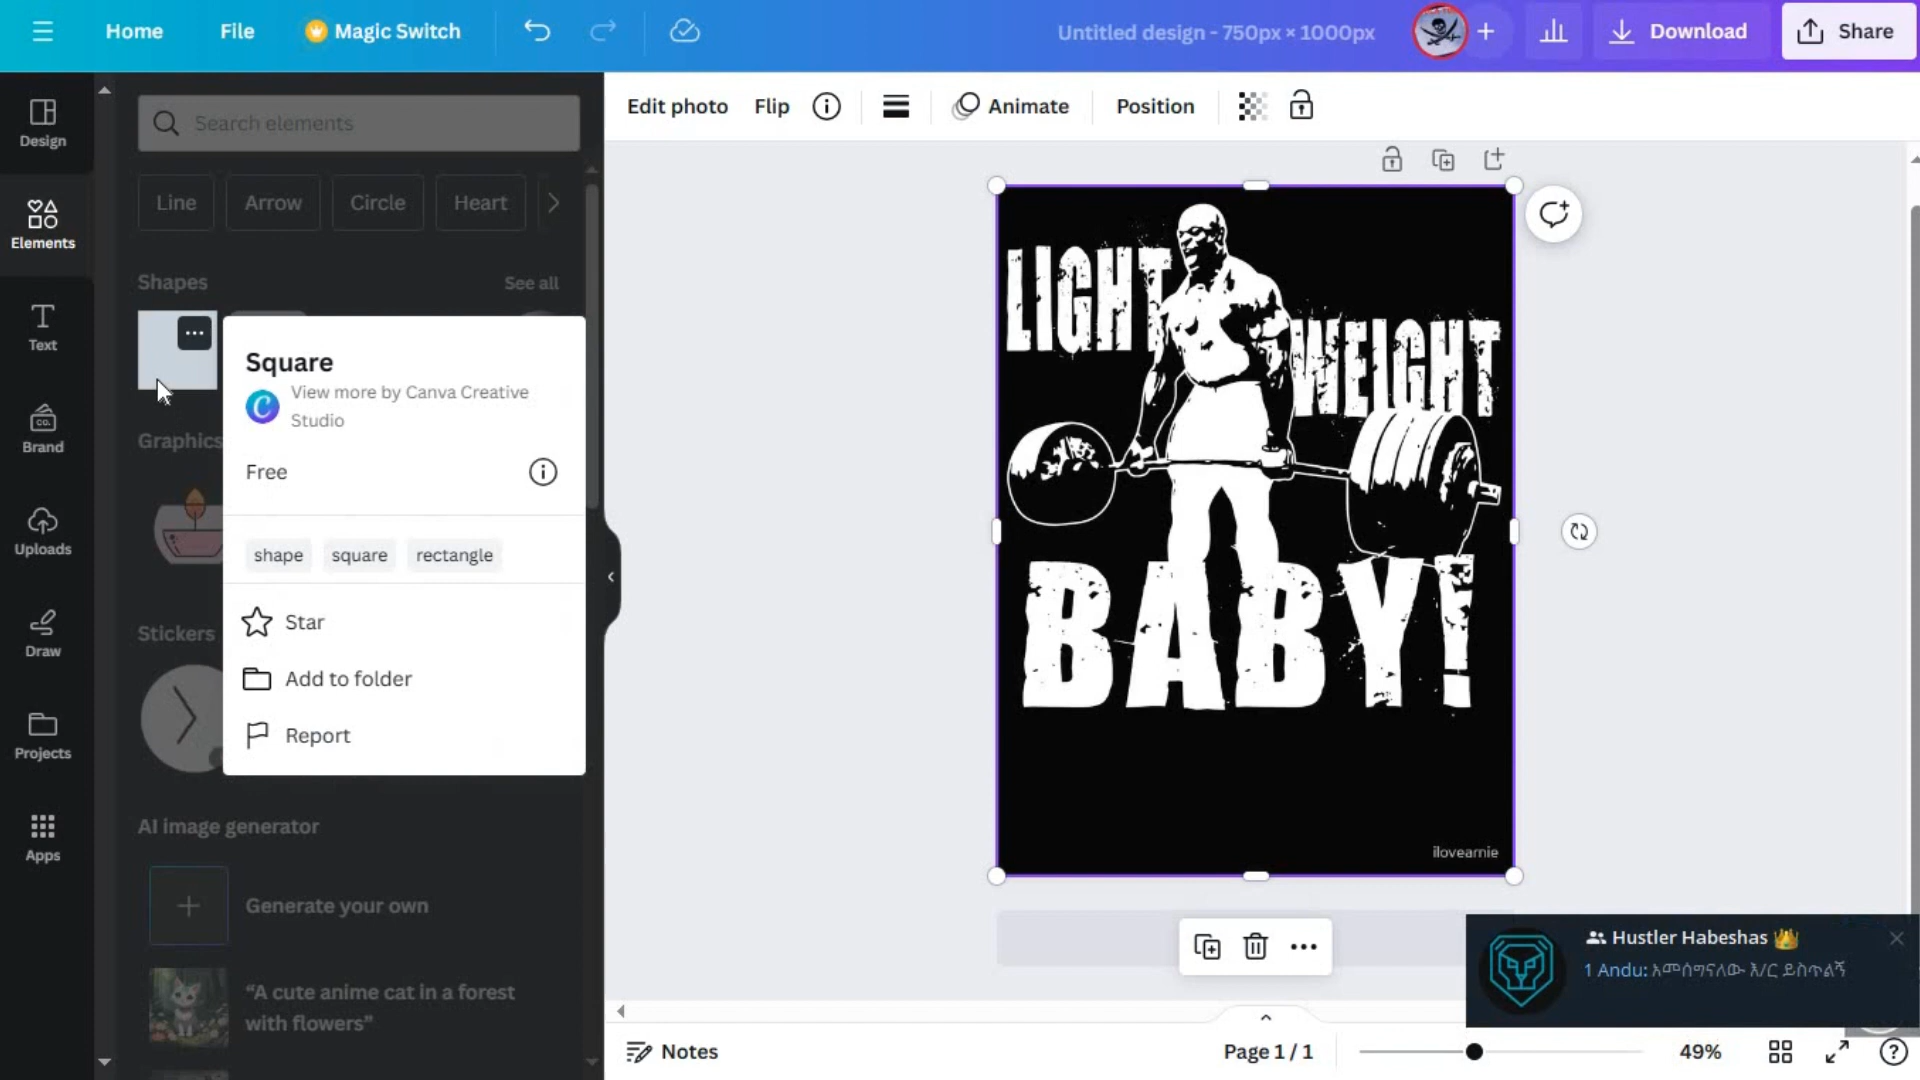 Home
File
Magic Switch
Untitled design - 750px × 1000px
Download
Share
Design
Elements
Text
Brand
Uploads
Draw
Projects
Apps
Search elements
Line
Arrow
Circle
Heart
Shapes
See all
Square
View more by Canva Creative
Studio
Free
shape
square
rectangle
Star
Add to folder
Report
Graphics
Stickers
AI image generator
Generate your own
“A cute anime cat in a forest
with flowers”
Edit photo
Flip
Animate
Position
LIGHT
WEIGHT
BABY!
ilovearnie
Hustler Habeshas
1 Andu: እመሰግናለው እ/ር ይስጥልኝ
Notes
Page 1 / 1
49%